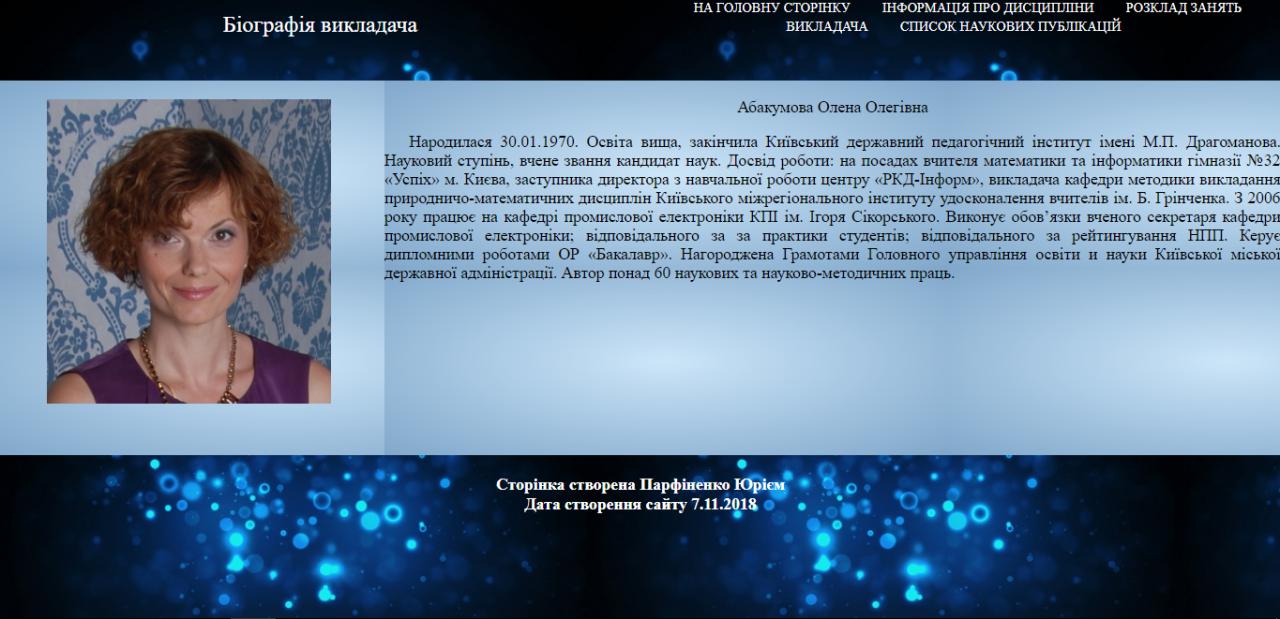 Біографія викладача
НА ГОЛОВНУ СТОРІНКУ ІНФОРМАЦІЯ ПРО ДИСЦИПЛІНИ РОЗКЛАД ЗАНЯТЬ
ВИКЛАДАЧА СПИСОК НАУКОВИХ ПУБЛІКАЦІЙ
Абакумова Олена Олегівна
Народилася 30.01.1970. Освіта вища, закінчила Київський державний педагогічний інститут імені М.П. Драгоманова.
Науковий ступінь, вчене звання кандидат наук. Досвід роботи: на посадах вчителя математики та інформатики гімназії №32
«Успіх» м. Києва, заступника директора з навчальної роботи центру «РКД-Інформ», викладача кафедри методики викладання
природничо-математичних дисциплін Київського міжрегіонального інституту удосконалення вчителів ім. Б. Грінченка. З 2006
року працює на кафедрі промислової електроніки КПІ ім. Ігоря Сікорського. Виконує обов’язки вченого секретаря кафедри
промислової електроніки; відповідального за за практики студентів; відповідального за рейтингування НПП. Керує
дипломними роботами ОР «Бакалавр». Нагороджена Грамотами Головного управління освіти и науки Київської міської
державної адміністрації. Автор понад 60 наукових та науково-методичних праць.
Сторінка створена Парфіненко Юрієм
Дата створення сайту 7.11.2018